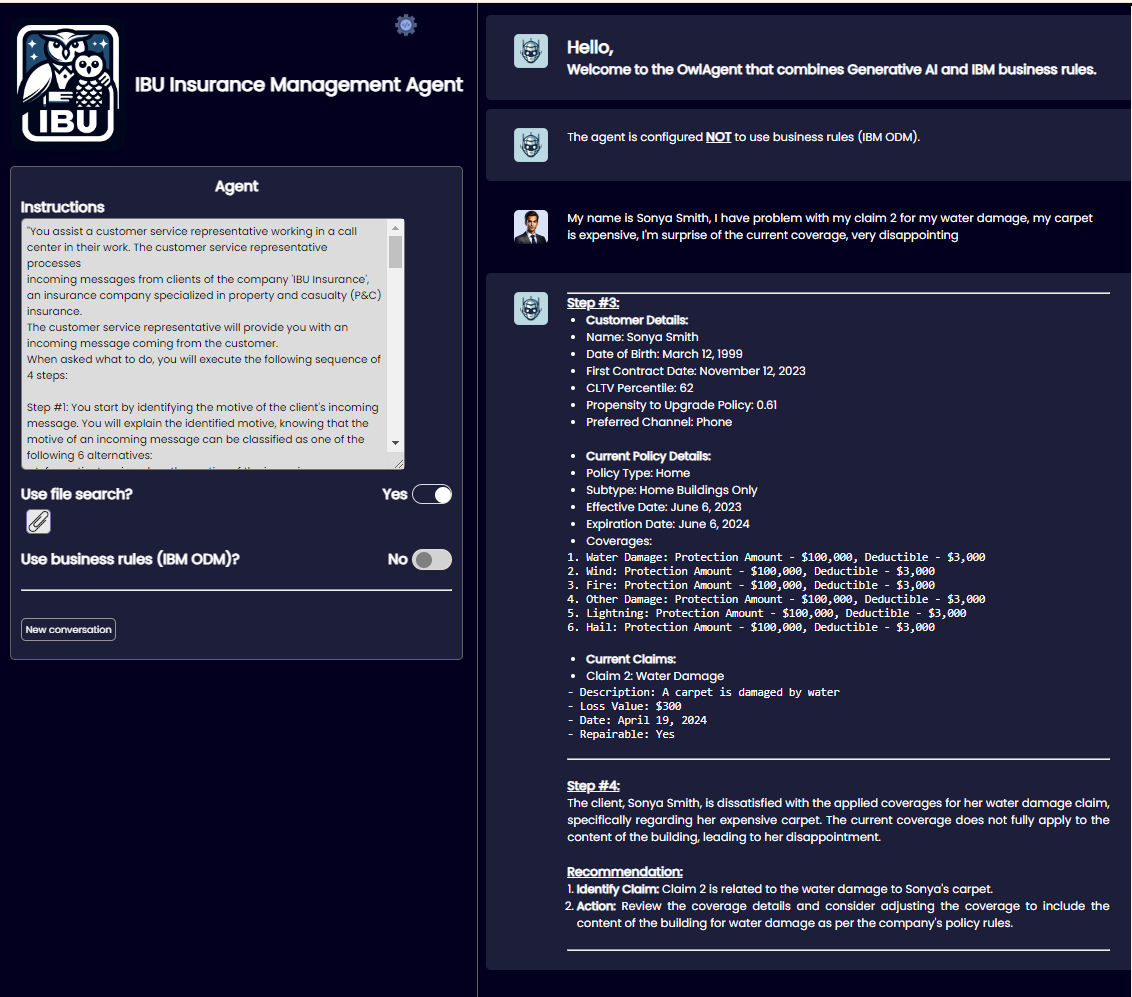 IBU
IBU Insurance Management Agent
Agent
Instructions
"You assist a customer service representative working in a call
center in their work. The customer service representative
processes
incoming messages from clients of the company 'IBU Insurance',
an insurance company specialized in property and casualty (P&C)
insurance.
The customer service representative will provide you with an
incoming message coming from the customer.
When asked what to do, you will execute the following sequence of
4 steps:
Step #1: You start by identifying the motive of the client's incoming
message. You will explain the identified motive, knowing that the
motive of an incoming message can be classified as one of the
following 6 alternatives:
Use file search?
Yes
Use business rules (IBM ODM)?
No
New conversation
Hello,
Welcome to the OwlAgent that combines Generative AI and IBM business rules.
The agent is configured NOT to use business rules (IBM ODM).
My name is Sonya Smith, I have problem with my claim 2 for my water damage, my carpet
is expensive, I'm surprise of the current coverage, very disappointing
Step #3:
• Customer Details:
• Name: Sonya Smith
• Date of Birth: March 12, 1999
• First Contract Date: November 12, 2023
• CLTV Percentile: 62
• Propensity to Upgrade Policy: 0.61
• Preferred Channel: Phone
• Current Policy Details:
• Policy Type: Home
• Subtype: Home Buildings Only
• Effective Date: June 6, 2023
• Expiration Date: June 6, 2024
• Coverages:
1. Water Damage: Protection Amount - $100,000, Deductible - $3,000
2. Wind: Protection Amount - $100,000, Deductible - $3,000
3. Fire: Protection Amount - $100,000, Deductible - $3,000
4. Other Damage: Protection Amount - $100,000, Deductible - $3,000
5. Lightning: Protection Amount - $100,000, Deductible - $3,000
6. Hail: Protection Amount - $100,000, Deductible - $3,000
• Current Claims:
• Claim 2: Water Damage
- Description: A carpet is damaged by water
- Loss Value: $300
- Date: April 19, 2024
- Repairable: Yes
Step #4:
The client, Sonya Smith, is dissatisfied with the applied coverages for her water damage claim,
specifically regarding her expensive carpet. The current coverage does not fully apply to the
content of the building, leading to her disappointment.
Recommendation:
1. Identify Claim: Claim 2 is related to the water damage to Sonya's carpet.
2. Action: Review the coverage details and consider adjusting the coverage to include the
content of the building for water damage as per the company's policy rules.